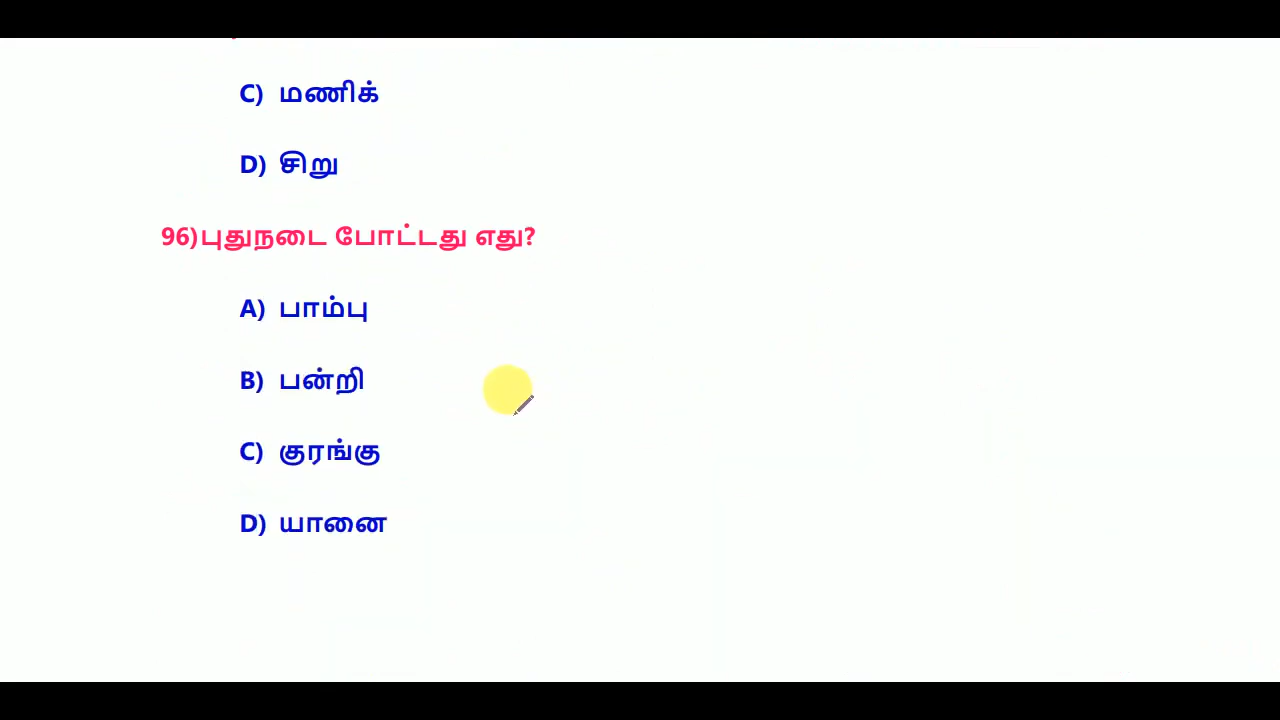 C) மணிக்
D) சிறு
96)புதுநடை போட்டது எது?
A) பாம்பு
B) பன்றி
C) குரங்கு
D) யானை